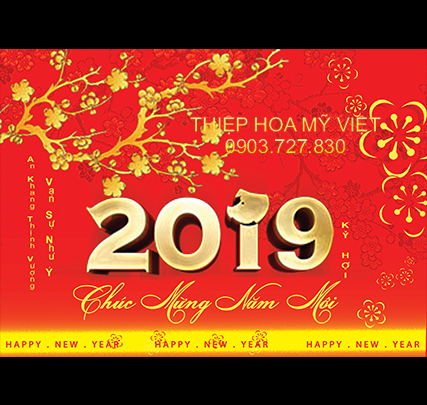 THIỆP HOA MỸ VIỆT
0903.727.830
An Khang Thịnh Vượng
Vạn Sự Như Ý
2019
KỶ HỢI
Chúc Mừng Năm Mới
HAPPY . NEW . YEAR HAPPY . NEW . YEAR HAPPY . NEW . YEAR